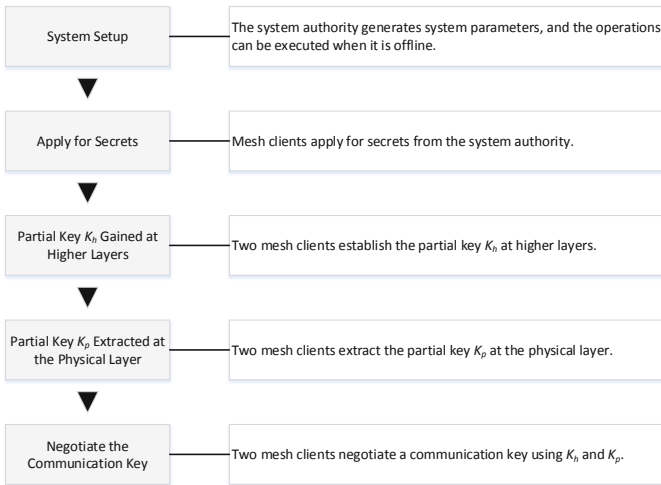 System Setup
The system authority generates system parameters, and the operations
can be executed when it is offline.
Apply for Secrets
Mesh clients apply for secrets from the system authority.
Partial Key Kh Gained at
Higher Layers
Two mesh clients establish the partial key Kh at higher layers.
Partial Key Kp Extracted at
the Physical Layer
Two mesh clients extract the partial key Kp at the physical layer.
Negotiate the
Communication Key
Two mesh clients negotiate a communication key using Kh and Kp.